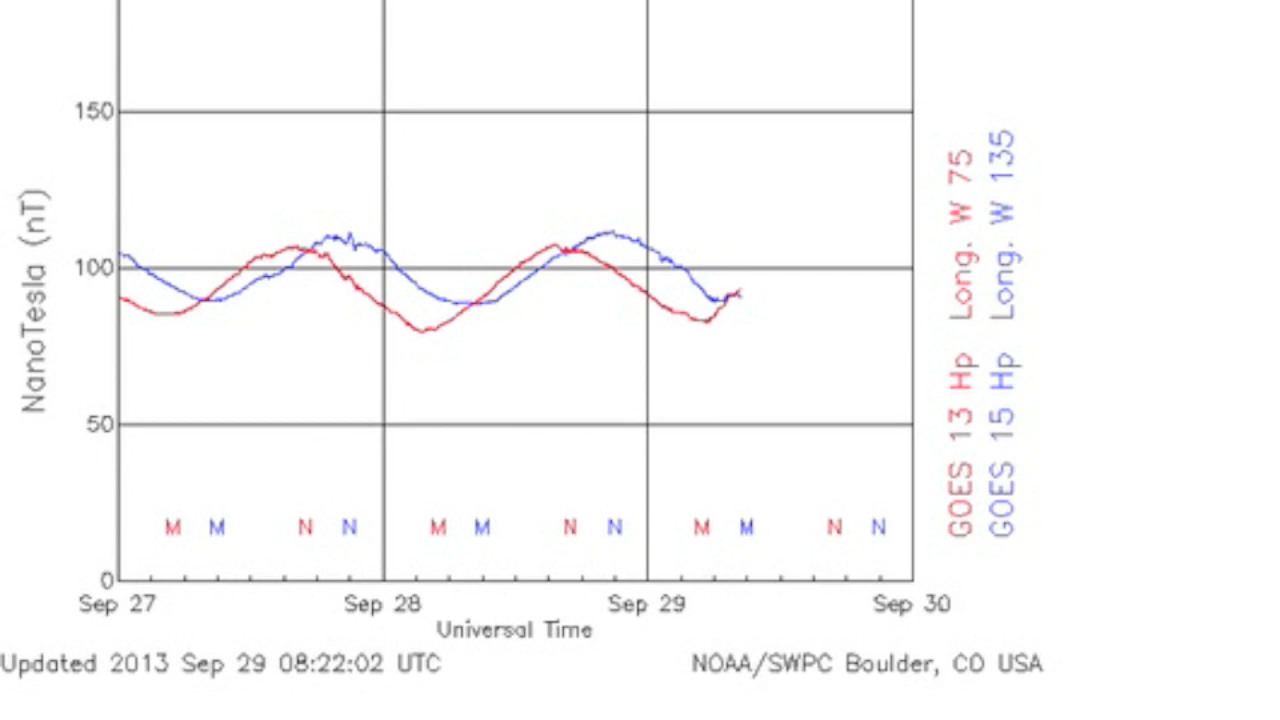 150
100
50
0
NanoTesla (nT)
M M N N M M N N M M N N
Sep 27 Sep 28 Sep 29 Sep 30
Universal Time
Updated 2013 Sep 29 08:22:02 UTC
NOAA/SWPC Boulder, CO USA
GOES 13 Hp Long. W 75
GOES 15 Hp Long. W 135